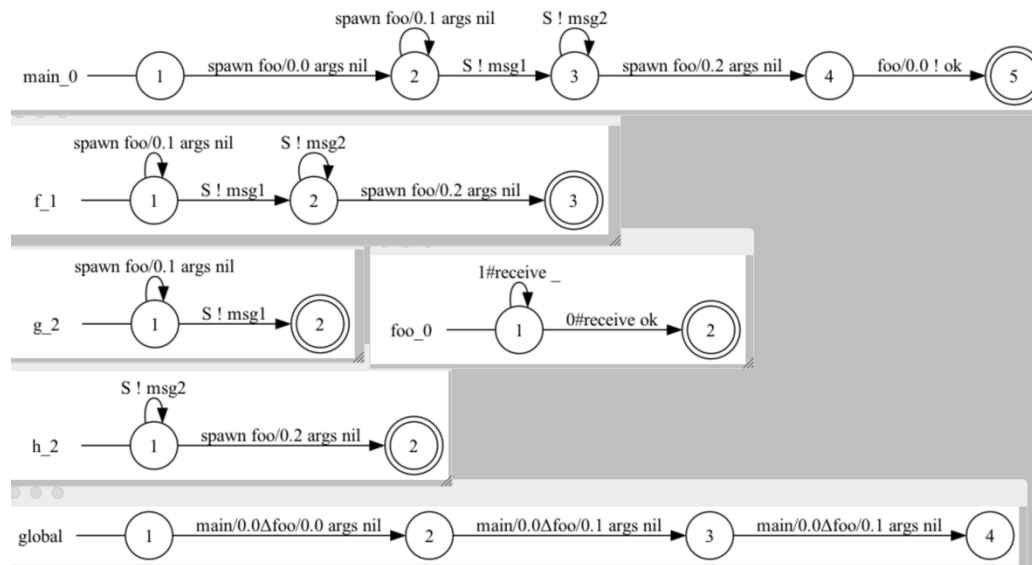 spawn foo/0.1 args nil
S ! msg2
main_0
1
spawn foo/0.0 args nil
2
S ! msg1
3
spawn foo/0.2 args nil
4
foo/0.0 ! ok
5
spawn foo/0.1 args nil
S ! msg2
f_1
1
S ! msg1
2
spawn foo/0.2 args nil
3
spawn foo/0.1 args nil
g_2
1
S ! msg1
2
1#receive _
foo_0
1
0#receive ok
2
S ! msg2
h_2
1
spawn foo/0.2 args nil
2
global
1
main/0.0Δfoo/0.0 args nil
2
main/0.0Δfoo/0.1 args nil
3
main/0.0Δfoo/0.1 args nil
4